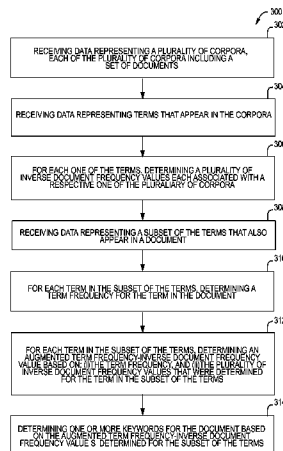 300
302
RECEIVING DATA REPRESENTING A PLURALITY OF CORPORA,
EACH OF THE PLURALITY OF CORPORA INCLUDING A
SET OF DOCUMENTS
304
RECEIVING DATA REPRESENTING TERMS THAT APPEAR IN THE CORPORA
306
FOR EACH ONE OF THE TERMS, DETERMINING A PLURALITY OF
INVERSE DOCUMENT FREQUENCY VALUES EACH ASSOCIATED WITH A
RESPECTIVE ONE OF THE PLURALIARY OF CORPORA
308
RECEIVING DATA REPRESENTING A SUBSET OF THE TERMS THAT ALSO
APPEAR IN A DOCUMENT
310
FOR EACH TERM IN THE SUBSET OF THE TERMS, DETERMINING A
TERM FREQUENCY FOR THE TERM IN THE DOCUMENT
312
FOR EACH TERM IN THE SUBSET OF THE TERMS, DETERMINING AN
AUGMENTED TERM FREQUENCY-INVERSE DOCUMENT FREQUENCY
VALUE BASED ON: (I)THE TERM FREQUENCY, AND (II)THE PLURALITY OF
INVERSE DOCUMENT FREQUENCY VALUES THAT WERE DETERMINED
FOR THE TERM IN THE SUBSET OF THE TERMS
314
DETERMINING ONE OR MORE KEYWORDS FOR THE DOCUMENT BASED
ON THE AUGMENTED TERM FREQUENCY-INVERSE DOCUMENT
FREQUENCY VALUE S DETERMINED FOR THE SUBSET OF THE TERMS